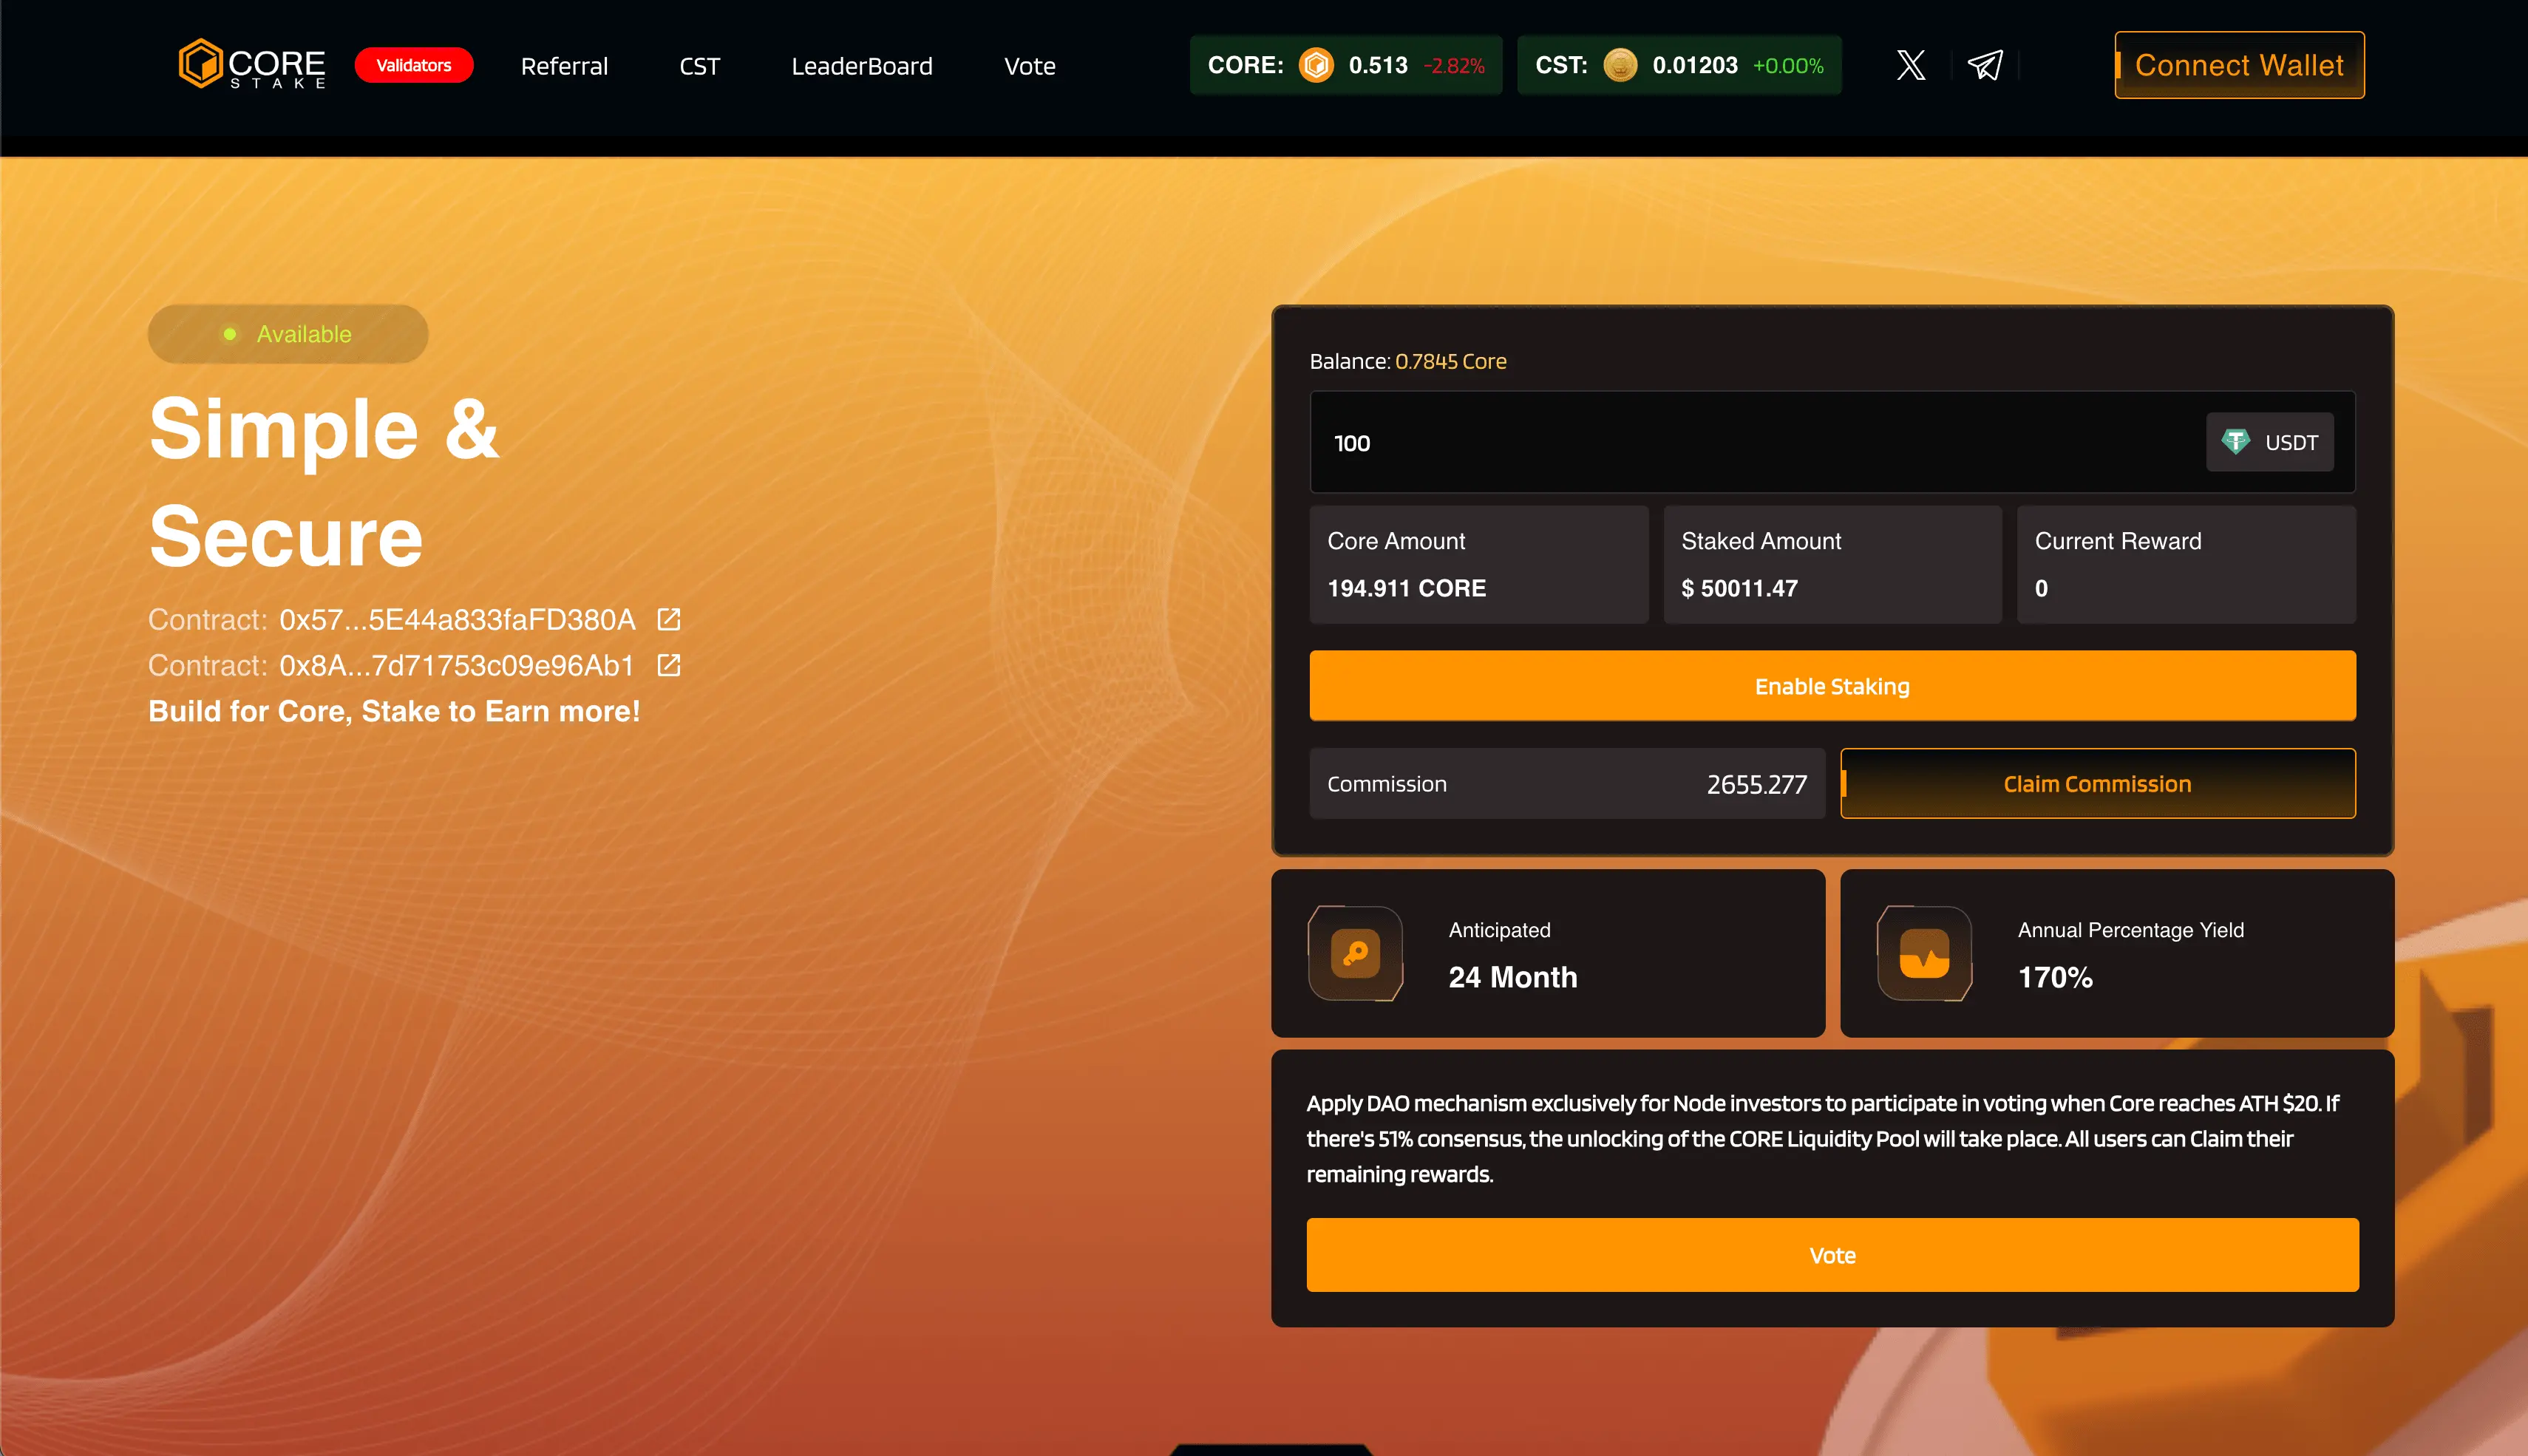 CORE
STAKE
Validators
Referral
CST
LeaderBoard
Vote
CORE: 0.513 -2.82%
CST: 0.01203 +0.00%
Connect Wallet
Available
Simple &
Secure
Contract: 0x57...5E44a833faFD380A
Contract: 0x8A...7d71753c09e96Ab1
Build for Core, Stake to Earn more!
Balance: 0.7845 Core
100
USDT
Core Amount
194.911 CORE
Staked Amount
$ 50011.47
Current Reward
0
Enable Staking
Commission 2655.277
Claim Commission
Anticipated
24 Month
Annual Percentage Yield
170%
Apply DAO mechanism exclusively for Node investors to participate in voting when Core reaches ATH $20. If
there's 51% consensus, the unlocking of the CORE Liquidity Pool will take place. All users can Claim their
remaining rewards.
Vote